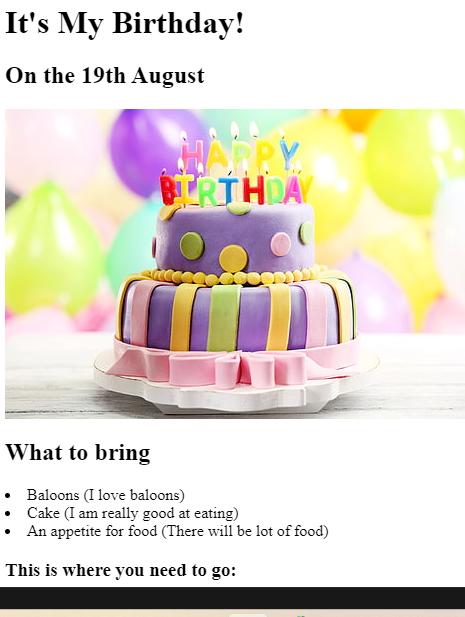 It's My Birthday!
On the 19th August
HAPPY
BIRTHDAY
What to bring
Baloons (I love baloons)
Cake (I am really good at eating)
An appetite for food (There will be lot of food)
This is where you need to go: